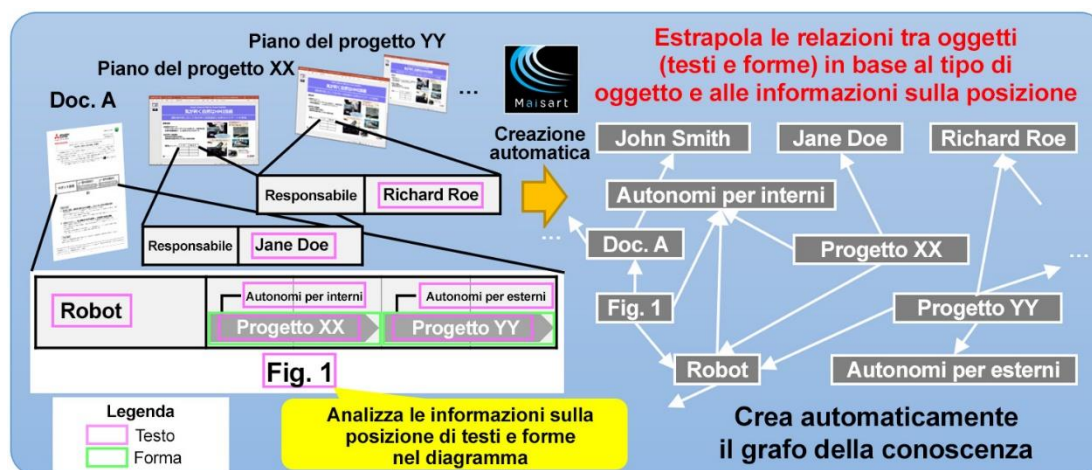 Piano del progetto YY
Piano del progetto XX
Doc. A
...
Maisart
Creazione
automatica
Responsabile
Richard Roe
Responsabile
Jane Doe
Robot
Autonomi per interni
Autonomi per esterni
Progetto XX
Progetto YY
Fig. 1
Legenda
Testo
Forma
Analizza le informazioni sulla
posizione di testi e forme
nel diagramma
Estrapola le relazioni tra oggetti
(testi e forme) in base al tipo di
oggetto e alle informazioni sulla posizione
John Smith
Jane Doe
Richard Roe
Autonomi per interni
...
Doc. A
Progetto XX
...
Fig. 1
Progetto YY
Robot
Autonomi per esterni
Crea automaticamente
il grafo della conoscenza